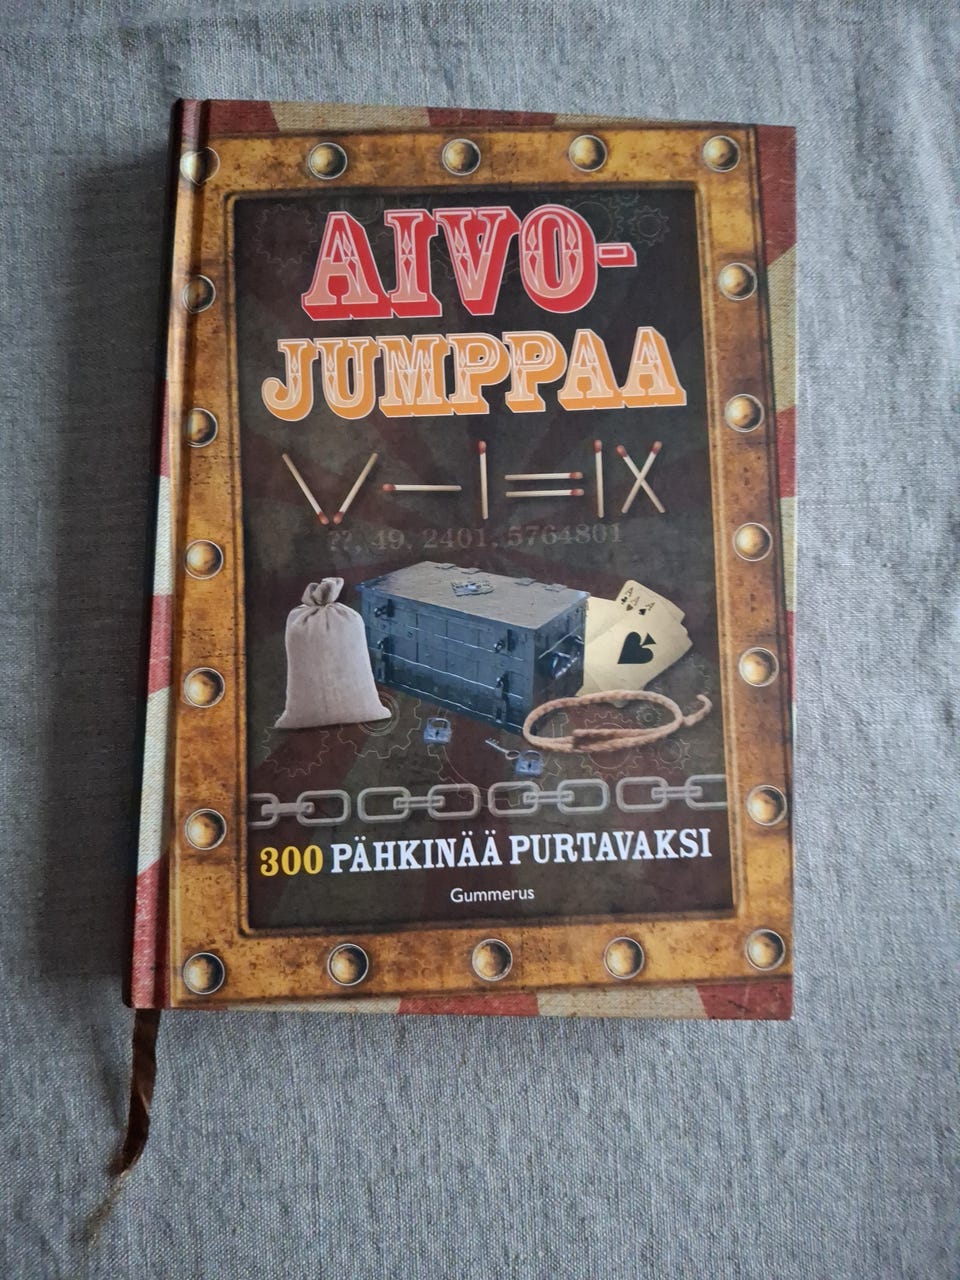 AIVO-
JUMPPAA
V-I=IX
??, 49, 2401, 5764801
300 PÄHKINÄÄ PURTAVAKSI
Gummerus